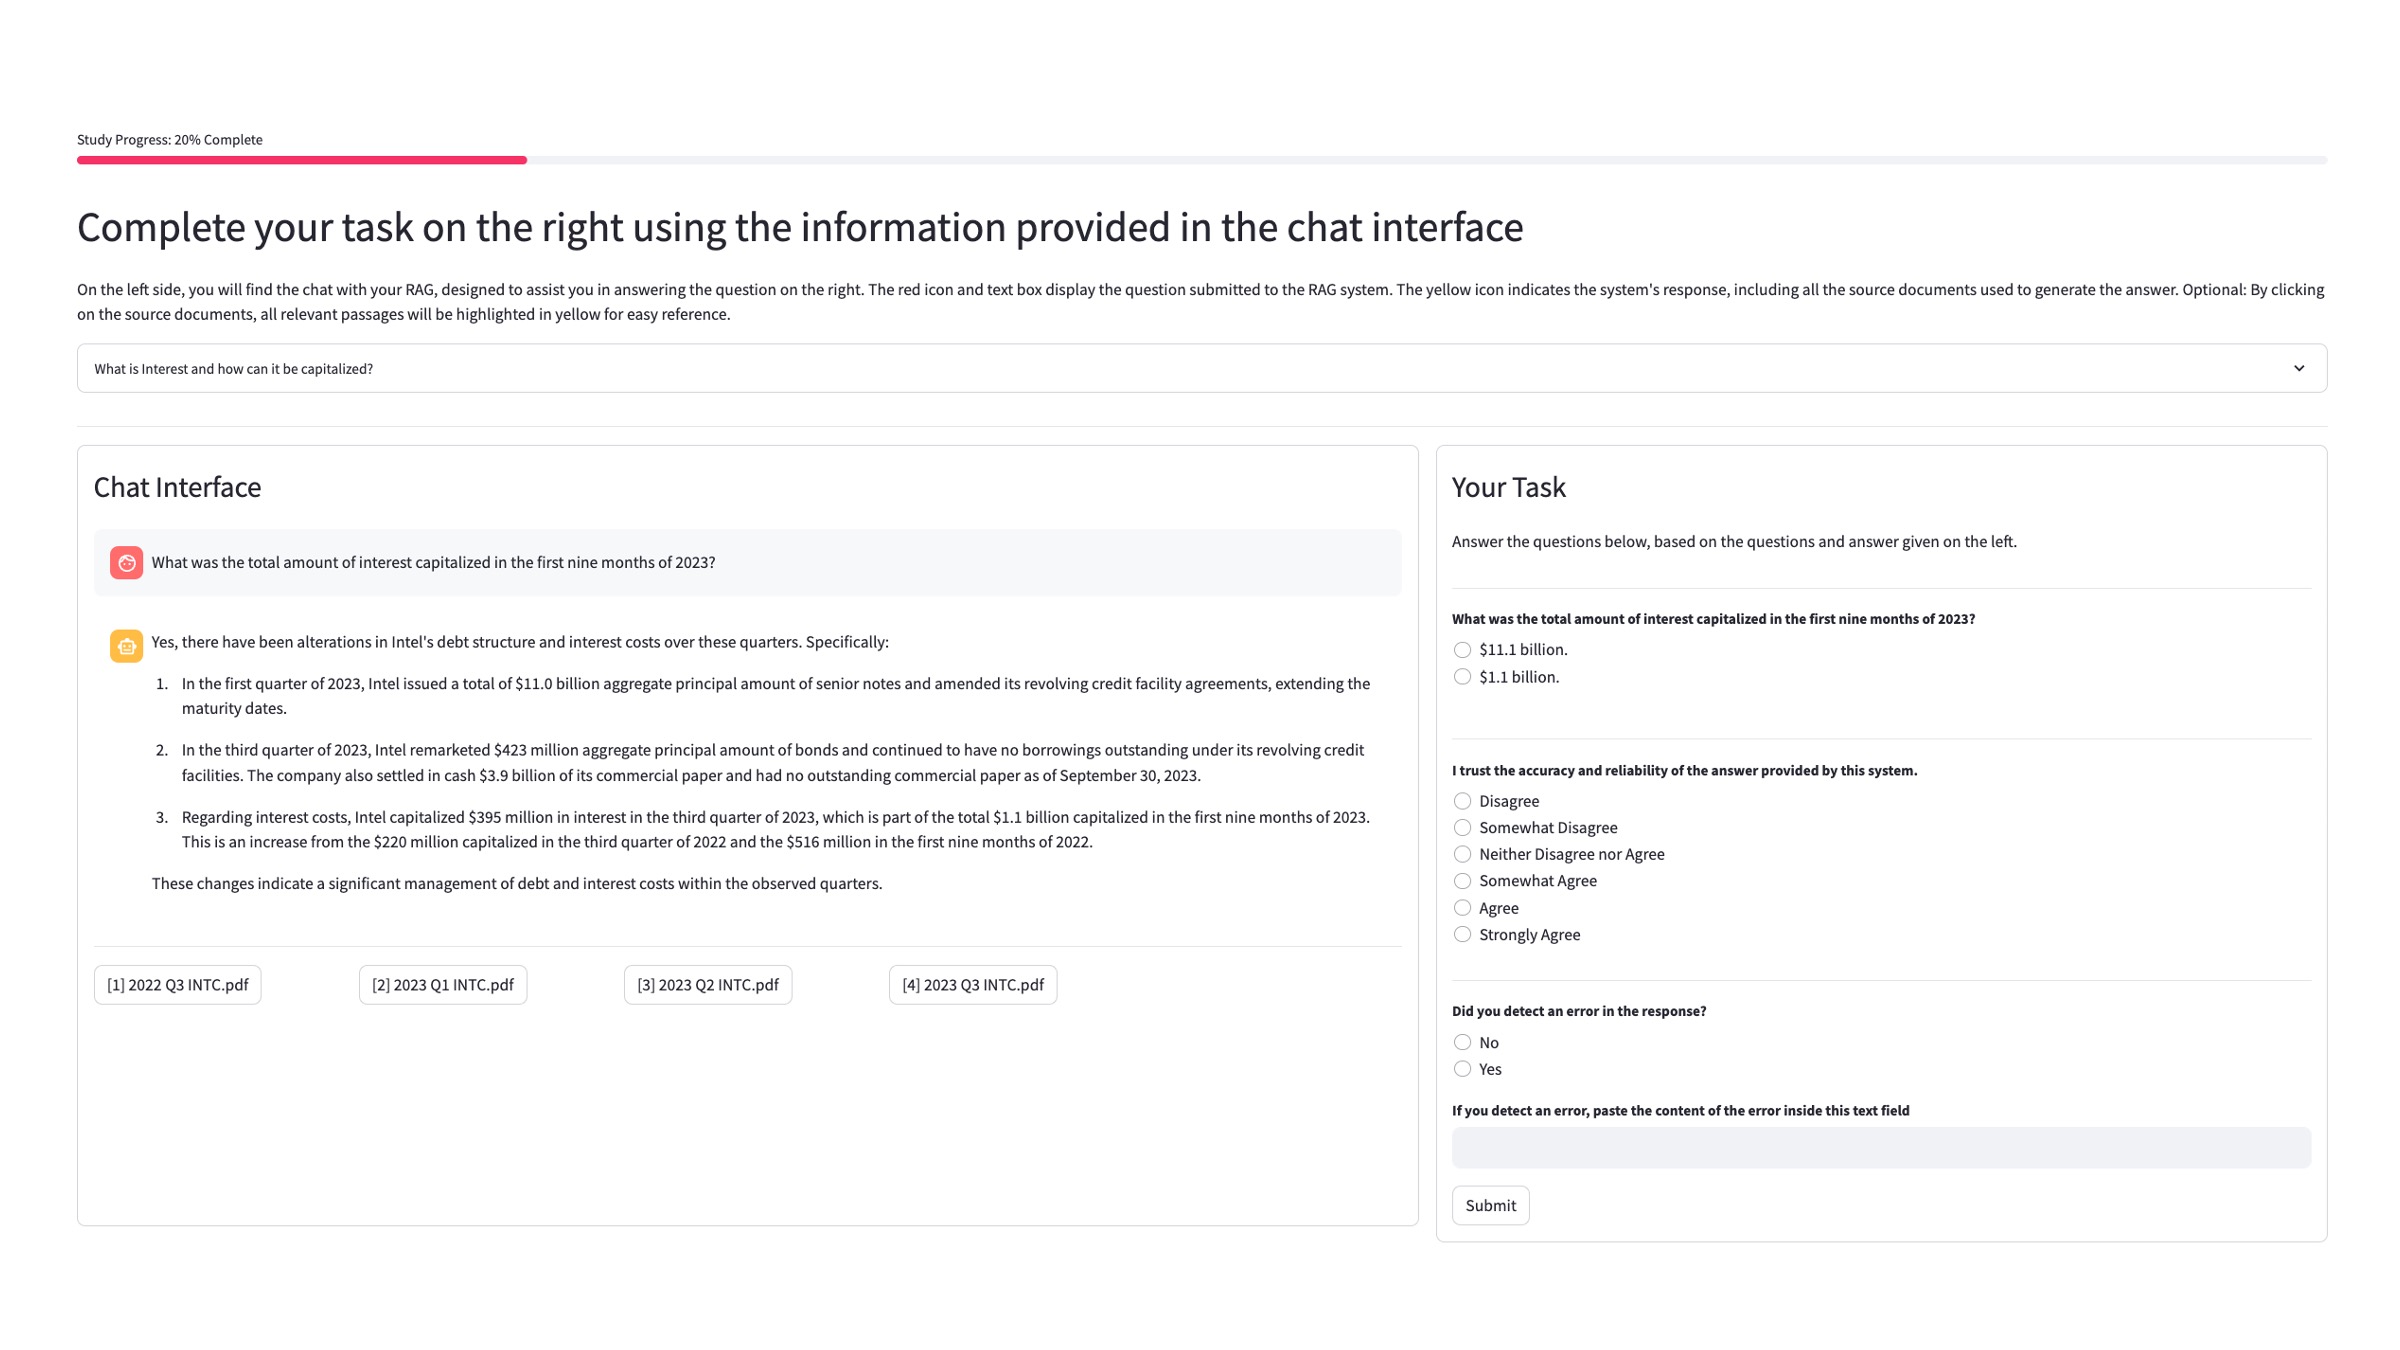 Study Progress: 20% Complete
Complete your task on the right using the information provided in the chat interface
On the left side, you will find the chat with your RAG, designed to assist you in answering the question on the right. The red icon and text box display the question submitted to the RAG system. The yellow icon indicates the system's response, including all the source documents used to generate the answer. Optional: By clicking
on the source documents, all relevant passages will be highlighted in yellow for easy reference.
What is Interest and how can it be capitalized?
Chat Interface
What was the total amount of interest capitalized in the first nine months of 2023?
Yes, there have been alterations in Intel's debt structure and interest costs over these quarters. Specifically:
1. In the first quarter of 2023, Intel issued a total of $11.0 billion aggregate principal amount of senior notes and amended its revolving credit facility agreements, extending the
maturity dates.
2. In the third quarter of 2023, Intel remarketed $423 million aggregate principal amount of bonds and continued to have no borrowings outstanding under its revolving credit
facilities. The company also settled in cash $3.9 billion of its commercial paper and had no outstanding commercial paper as of September 30, 2023.
3. Regarding interest costs, Intel capitalized $395 million in interest in the third quarter of 2023, which is part of the total $1.1 billion capitalized in the first nine months of 2023.
This is an increase from the $220 million capitalized in the third quarter of 2022 and the $516 million in the first nine months of 2022.
These changes indicate a significant management of debt and interest costs within the observed quarters.
[1] 2022 Q3 INTC.pdf
[2] 2023 Q1 INTC.pdf
[3] 2023 Q2 INTC.pdf
[4] 2023 Q3 INTC.pdf
Your Task
Answer the questions below, based on the questions and answer given on the left.
What was the total amount of interest capitalized in the first nine months of 2023?
$11.1 billion.
$1.1 billion.
I trust the accuracy and reliability of the answer provided by this system.
Disagree
Somewhat Disagree
Neither Disagree nor Agree
Somewhat Agree
Agree
Strongly Agree
Did you detect an error in the response?
No
Yes
If you detect an error, paste the content of the error inside this text field
Submit